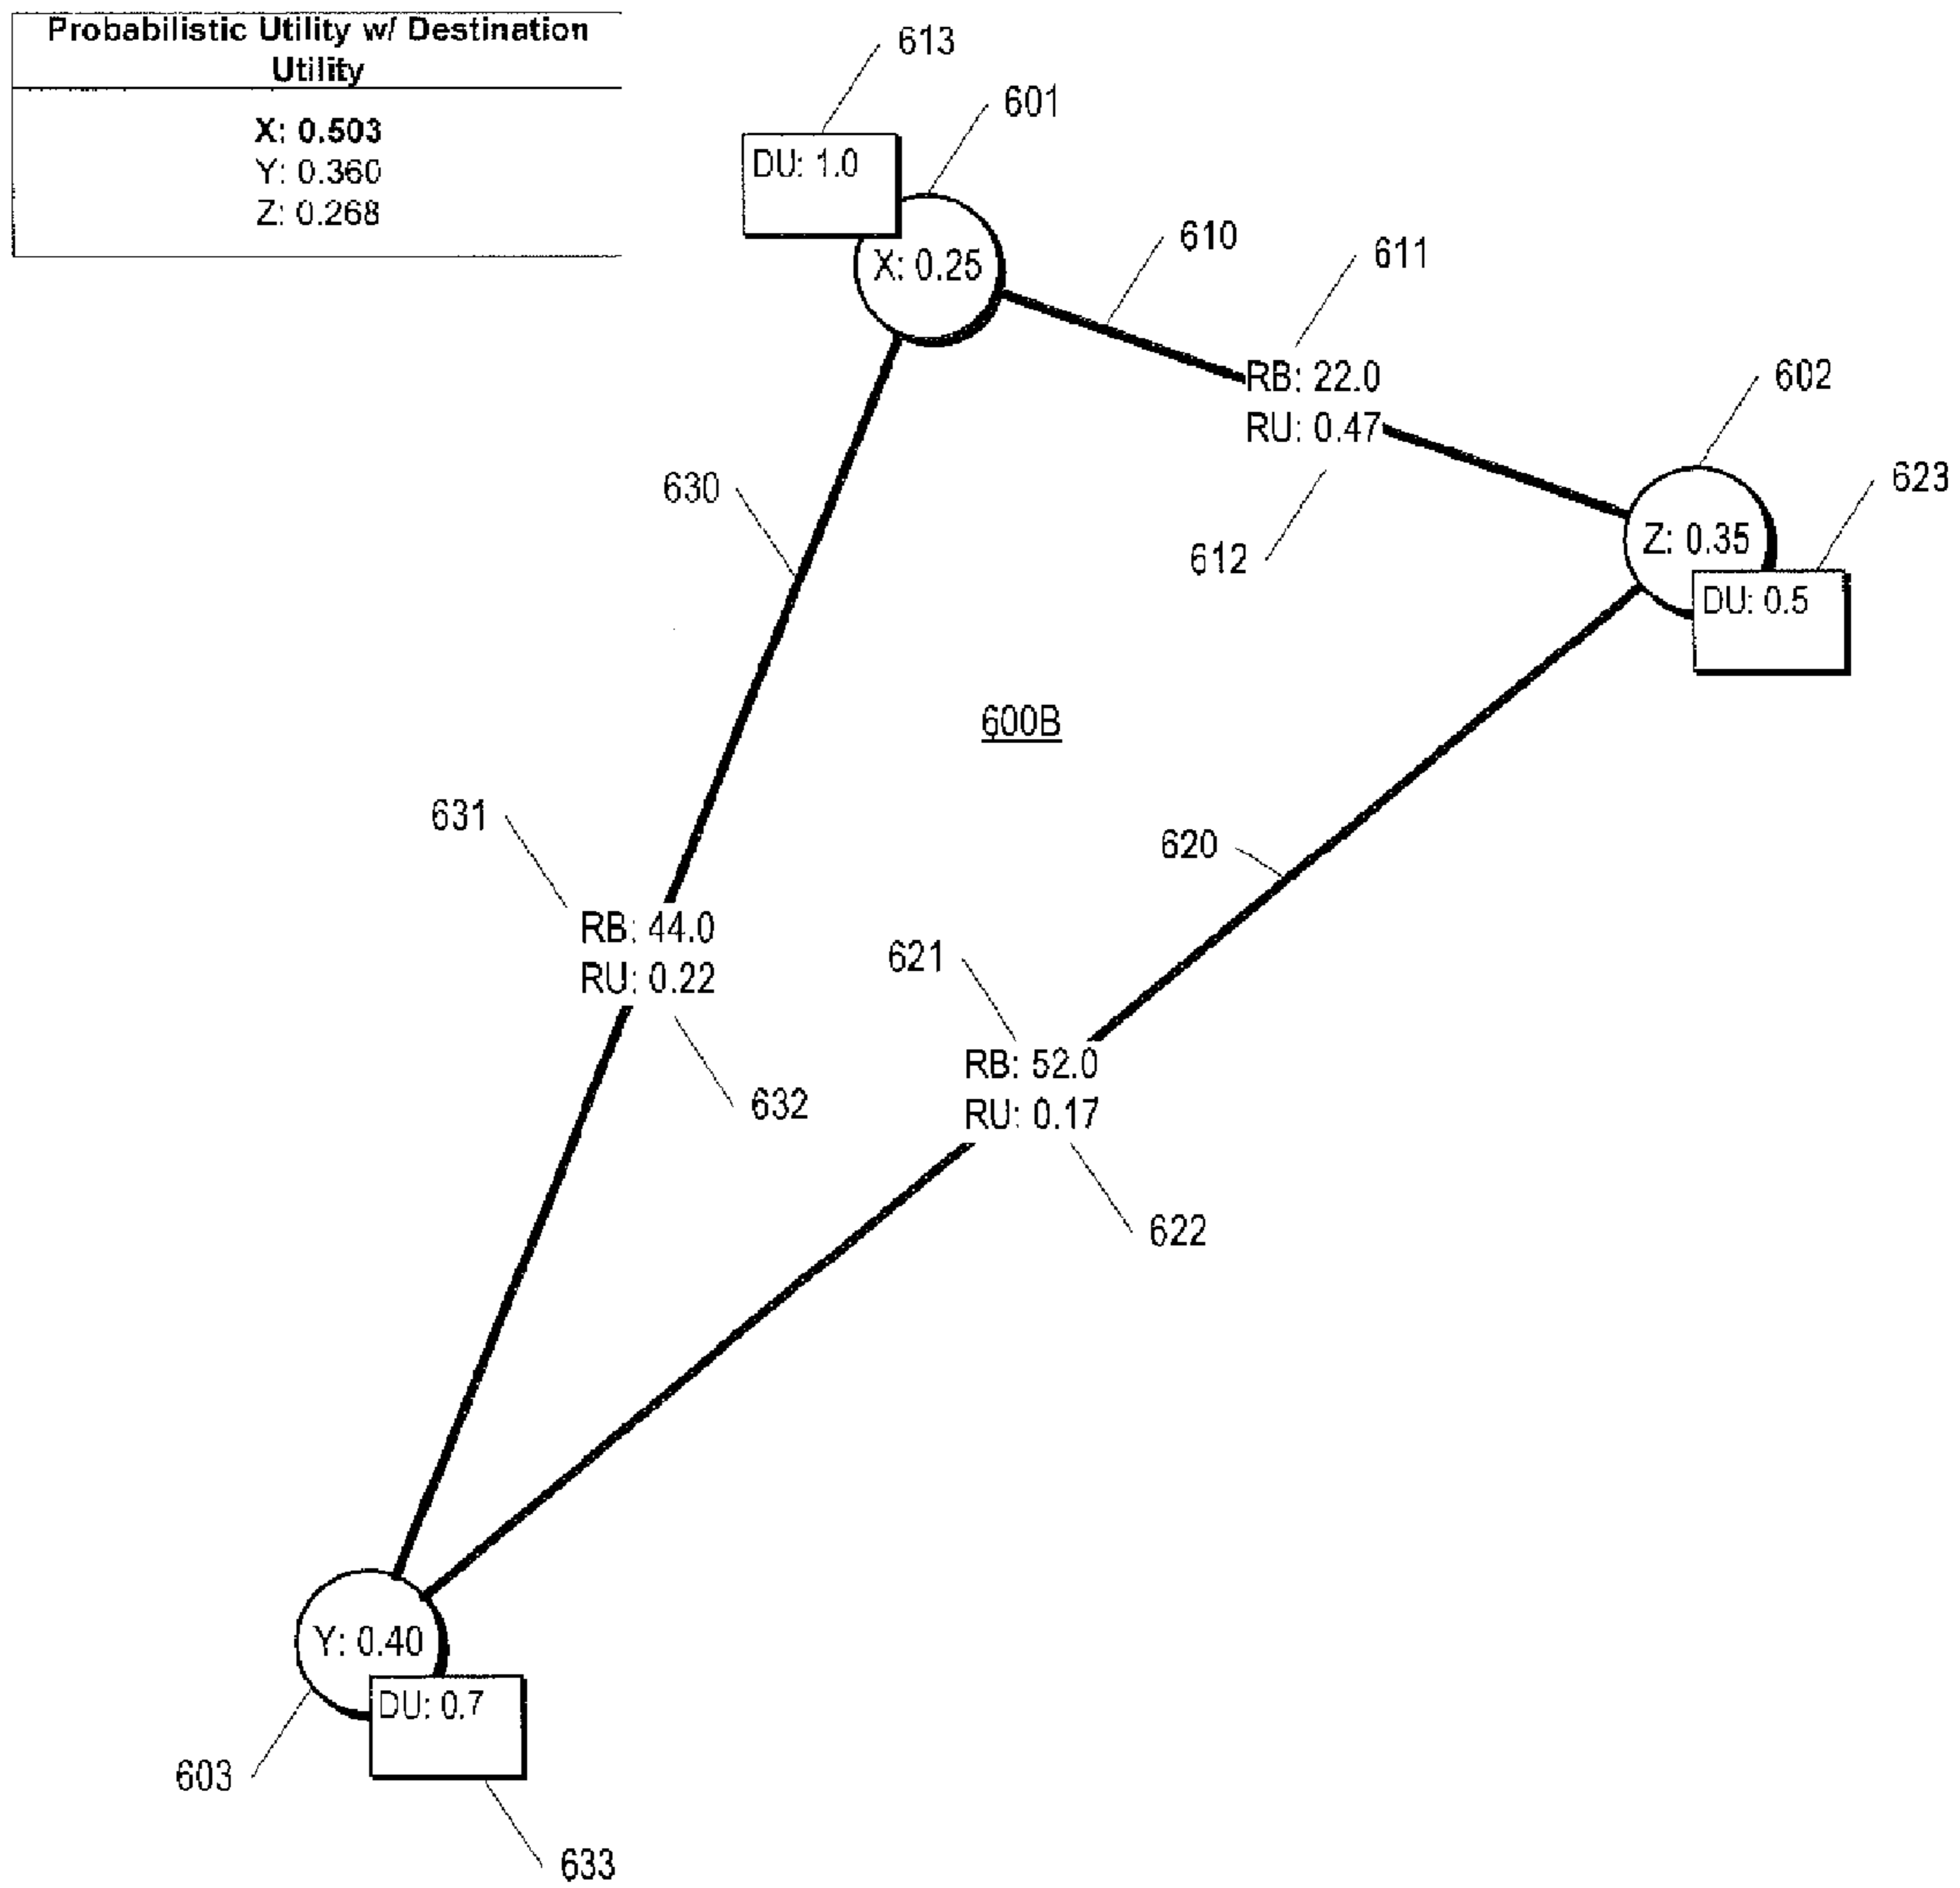 Probabilistic Utility w/ Destination
Utility
X: 0.503
Y: 0.360
Z: 0.268
613
601
DU: 1.0
X: 0.25
610
611
RB: 22.0
RU: 0.47
602
612
623
Z: 0.35
DU: 0.5
630
600B
631
620
RB: 44.0
RU: 0.22
621
632
RB: 52.0
RU: 0.17
622
Y: 0.40
DU: 0.7
603
633